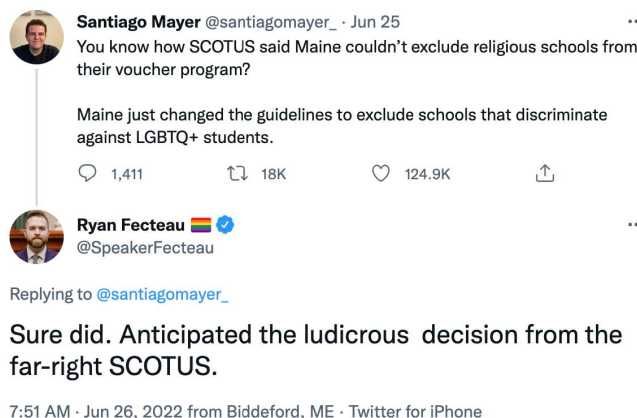 Santiago Mayer @santiagomayer_ · Jun 25
You know how SCOTUS said Maine couldn't exclude religious schools from
their voucher program?
Maine just changed the guidelines to exclude schools that discriminate
against LGBTQ+ students.
1,411 18K 124.9K
Ryan Fecteau
@SpeakerFecteau
Replying to @santiagomayer_
Sure did. Anticipated the ludicrous decision from the
far-right SCOTUS.
7:51 AM · Jun 26, 2022 from Biddeford, ME · Twitter for iPhone